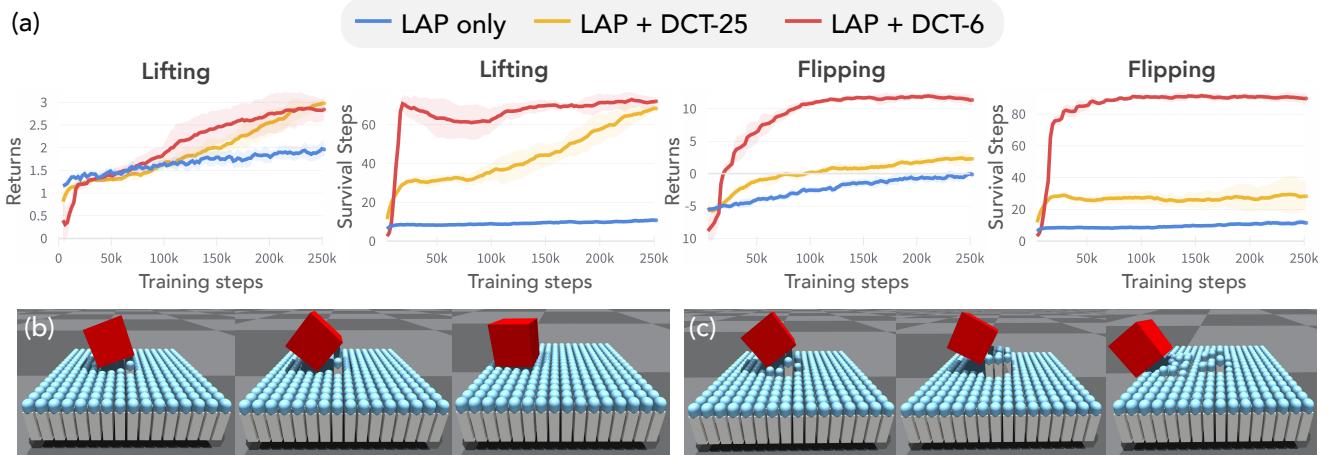 (a)
LAP only LAP + DCT-25 LAP + DCT-6
Lifting Lifting Flipping Flipping
Returns
3
2.5
2
1.5
1
0.5
0
0 50k 100k 150k 200k 250k
Training steps
Survival Steps
60
40
20
0
50k 100k 150k 200k 250k
Training steps
Returns
10
5
0
-5
10
50k 100k 150k 200k 250k
Training steps
Survival Steps
80
60
40
20
0
50k 100k 150k 200k 250k
Training steps
(b)
(c)